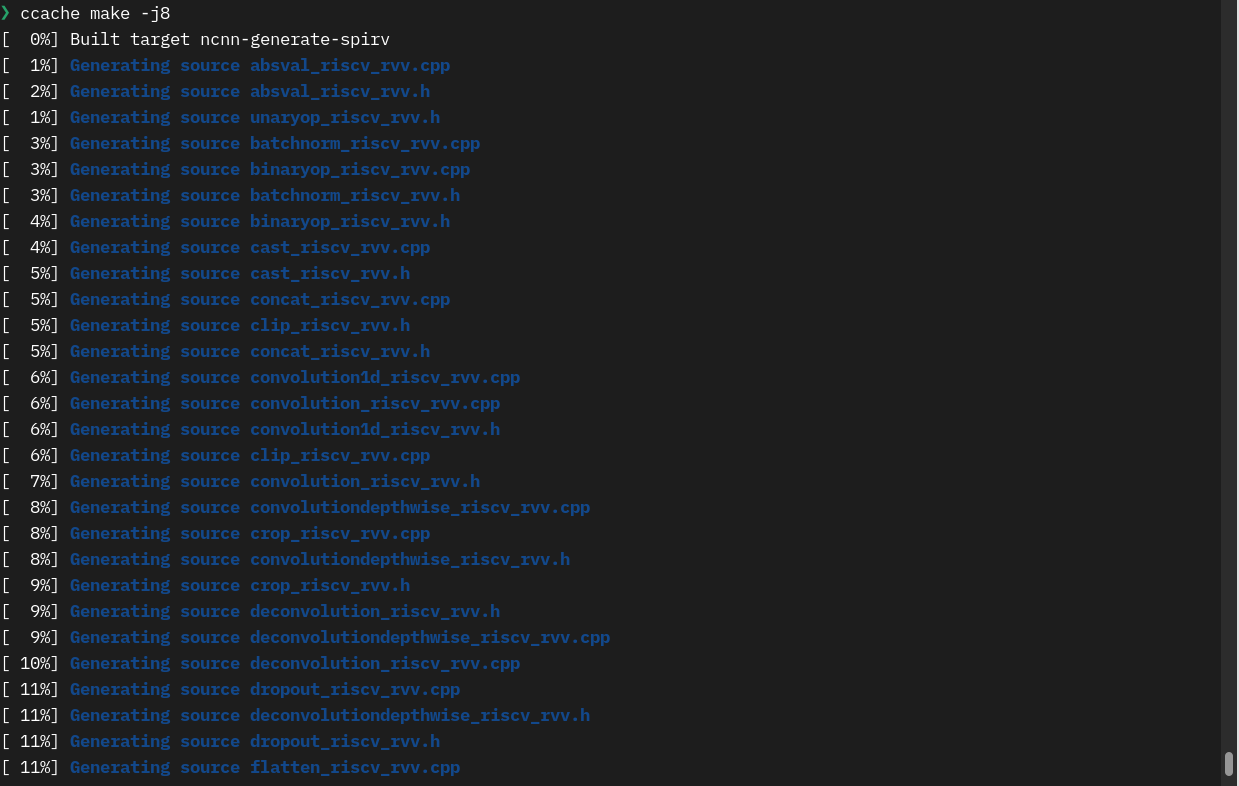 ❯ ccache make -j8
[  0%] Built target ncnn-generate-spirv
[  1%] Generating source absval_riscv_rvv.cpp
[  2%] Generating source absval_riscv_rvv.h
[  1%] Generating source unaryop_riscv_rvv.h
[  3%] Generating source batchnorm_riscv_rvv.cpp
[  3%] Generating source binaryop_riscv_rvv.cpp
[  3%] Generating source batchnorm_riscv_rvv.h
[  4%] Generating source binaryop_riscv_rvv.h
[  4%] Generating source cast_riscv_rvv.cpp
[  5%] Generating source cast_riscv_rvv.h
[  5%] Generating source concat_riscv_rvv.cpp
[  5%] Generating source clip_riscv_rvv.h
[  5%] Generating source concat_riscv_rvv.h
[  6%] Generating source convolution1d_riscv_rvv.cpp
[  6%] Generating source convolution_riscv_rvv.cpp
[  6%] Generating source convolution1d_riscv_rvv.h
[  6%] Generating source clip_riscv_rvv.cpp
[  7%] Generating source convolution_riscv_rvv.h
[  8%] Generating source convolutiondepthwise_riscv_rvv.cpp
[  8%] Generating source crop_riscv_rvv.cpp
[  8%] Generating source convolutiondepthwise_riscv_rvv.h
[  9%] Generating source crop_riscv_rvv.h
[  9%] Generating source deconvolution_riscv_rvv.h
[  9%] Generating source deconvolutiondepthwise_riscv_rvv.cpp
[ 10%] Generating source deconvolution_riscv_rvv.cpp
[ 11%] Generating source dropout_riscv_rvv.cpp
[ 11%] Generating source deconvolutiondepthwise_riscv_rvv.h
[ 11%] Generating source dropout_riscv_rvv.h
[ 11%] Generating source flatten_riscv_rvv.cpp